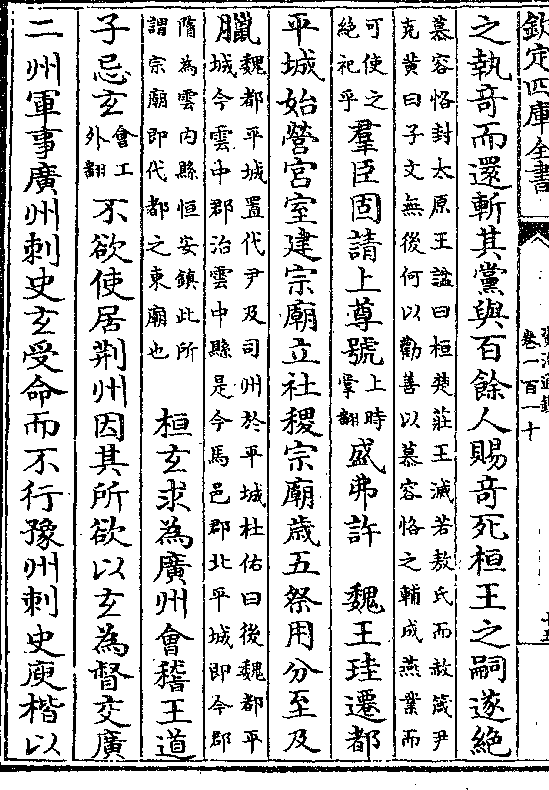 欽定四庫全書
資治通鑑
卷一百一十
十五
之執竒而還斬其黨與百餘人賜竒死桓王之嗣遂絶
慕容恪封太原王諡曰桓楚莊王滅若敖氏而赦箴尹
克黄曰子文無後何以勸善以慕容恪之輔成燕業而
可使之
絶祀乎
羣臣固請上尊號
上時
掌翻
盛弗許　魏王珪遷都
平城始營宫室建宗廟立社稷宗廟歲五祭用分至及
臘
魏都平城置代尹及司州於平城杜佑曰後魏都平
城今雲中郡治雲中縣是今馬邑郡北平城即今郡
隋為雲内縣恒安鎮此所
謂宗廟即代都之東廟也
桓玄求為廣州會稽王道
子忌玄
會工
外翻
不欲使居荆州因其所欲以玄為督交廣
二州軍事廣州刺史玄受命而不行豫州刺史庾楷以